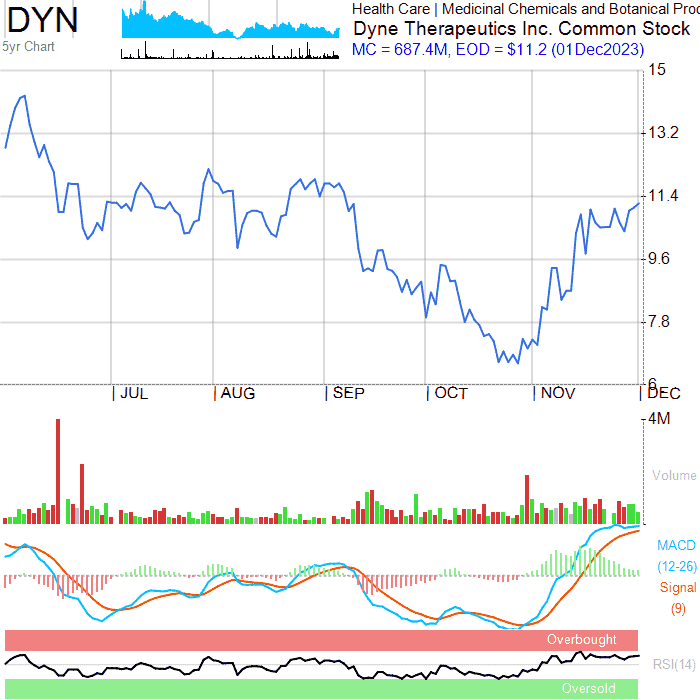 DYN
5yr Chart
Health Care | Medicinal Chemicals and Botanical Pro
Dyne Therapeutics Inc. Common Stock
MC = 687.4M, EOD = $11.2 (01Dec2023)
15
13.2
11.4
9.6
7.8
6
JUL AUG SEP OCT NOV DEC
4M
Volume
MACD
(12-26)
Signal
(9)
Overbought
RSI(14)
Oversold